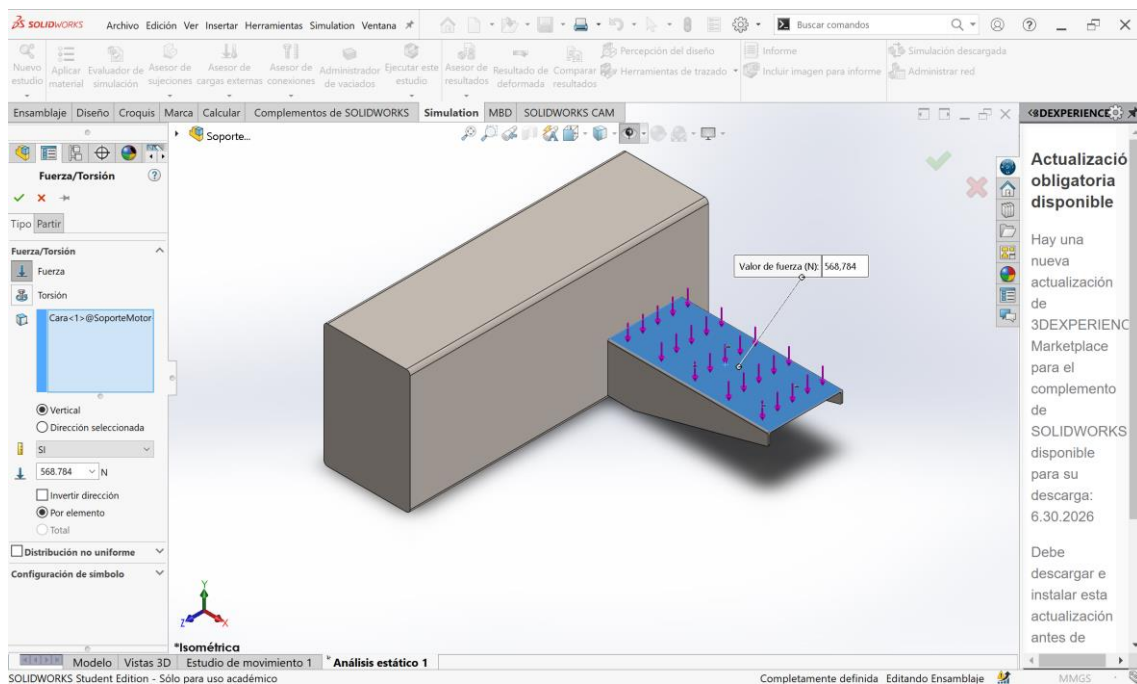 SOLIDWORKS Archivo Edición Ver Insertar Herramientas Simulation Ventana Buscar comandos
Nuevo estudio
Aplicar material
Evaluador de simulación
Asesor de sujeciones
Asesor de cargas externas
Asesor de conexiones
Administrador de vaciados
Ejecutar este estudio
Asesor de resultados
Resultado de deformada
Comparar resultados
Percepción del diseño
Herramientas de trazado
Informe
Incluir imagen para informe
Simulación descargada
Administrar red
Ensamblaje Diseño Croquis Marca Calcular Complementos de SOLIDWORKS Simulation MBD SOLIDWORKS CAM
Soporte...
Fuerza/Torsión
Tipo Partir
Fuerza/Torsión
Fuerza
Torsión
Cara<1>@SoporteMotor
Vertical
Dirección seleccionada
SI
568.784 N
Invertir dirección
Por elemento
Total
Distribución no uniforme
Configuración de símbolo
Valor de fuerza (N): 568,784
Y
Z
X
*Isométrica
3DEXPERIENCE
Actualizació
obligatoria
disponible
Hay una
nueva
actualización
de
3DEXPERIENC
Marketplace
para el
complemento
de
SOLIDWORKS
disponible
para su
descarga:
6.30.2026
Debe
descargar e
instalar esta
actualización
antes de
Modelo Vistas 3D Estudio de movimiento 1 Análisis estático 1
SOLIDWORKS Student Edition - Sólo para uso académico Completamente definida Editando Ensamblaje MMGS